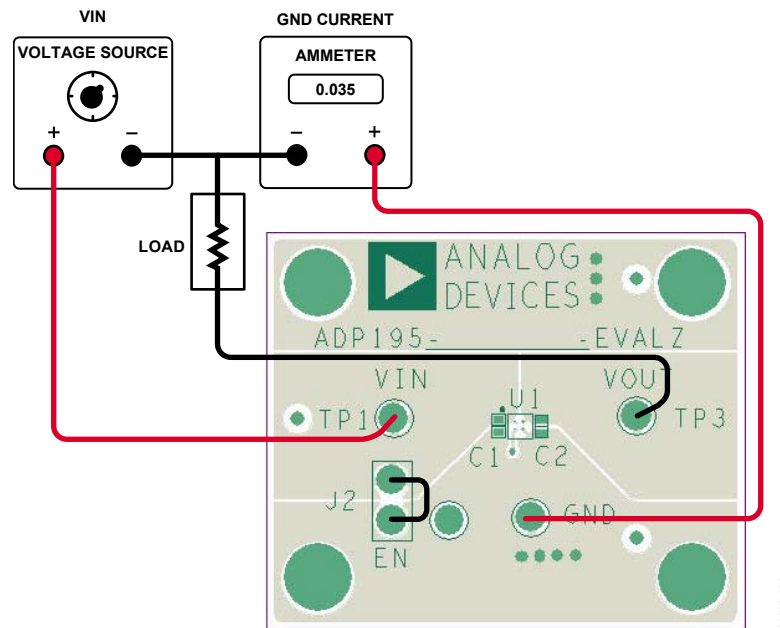 VIN
GND CURRENT
VOLTAGE SOURCE
AMMETER
0.035
+ −
− +
LOAD
ANALOG
DEVICES
ADP195-________-EVALZ
VIN
VOUT
U1
TP1
TP3
C1 C2
J2
GND
EN